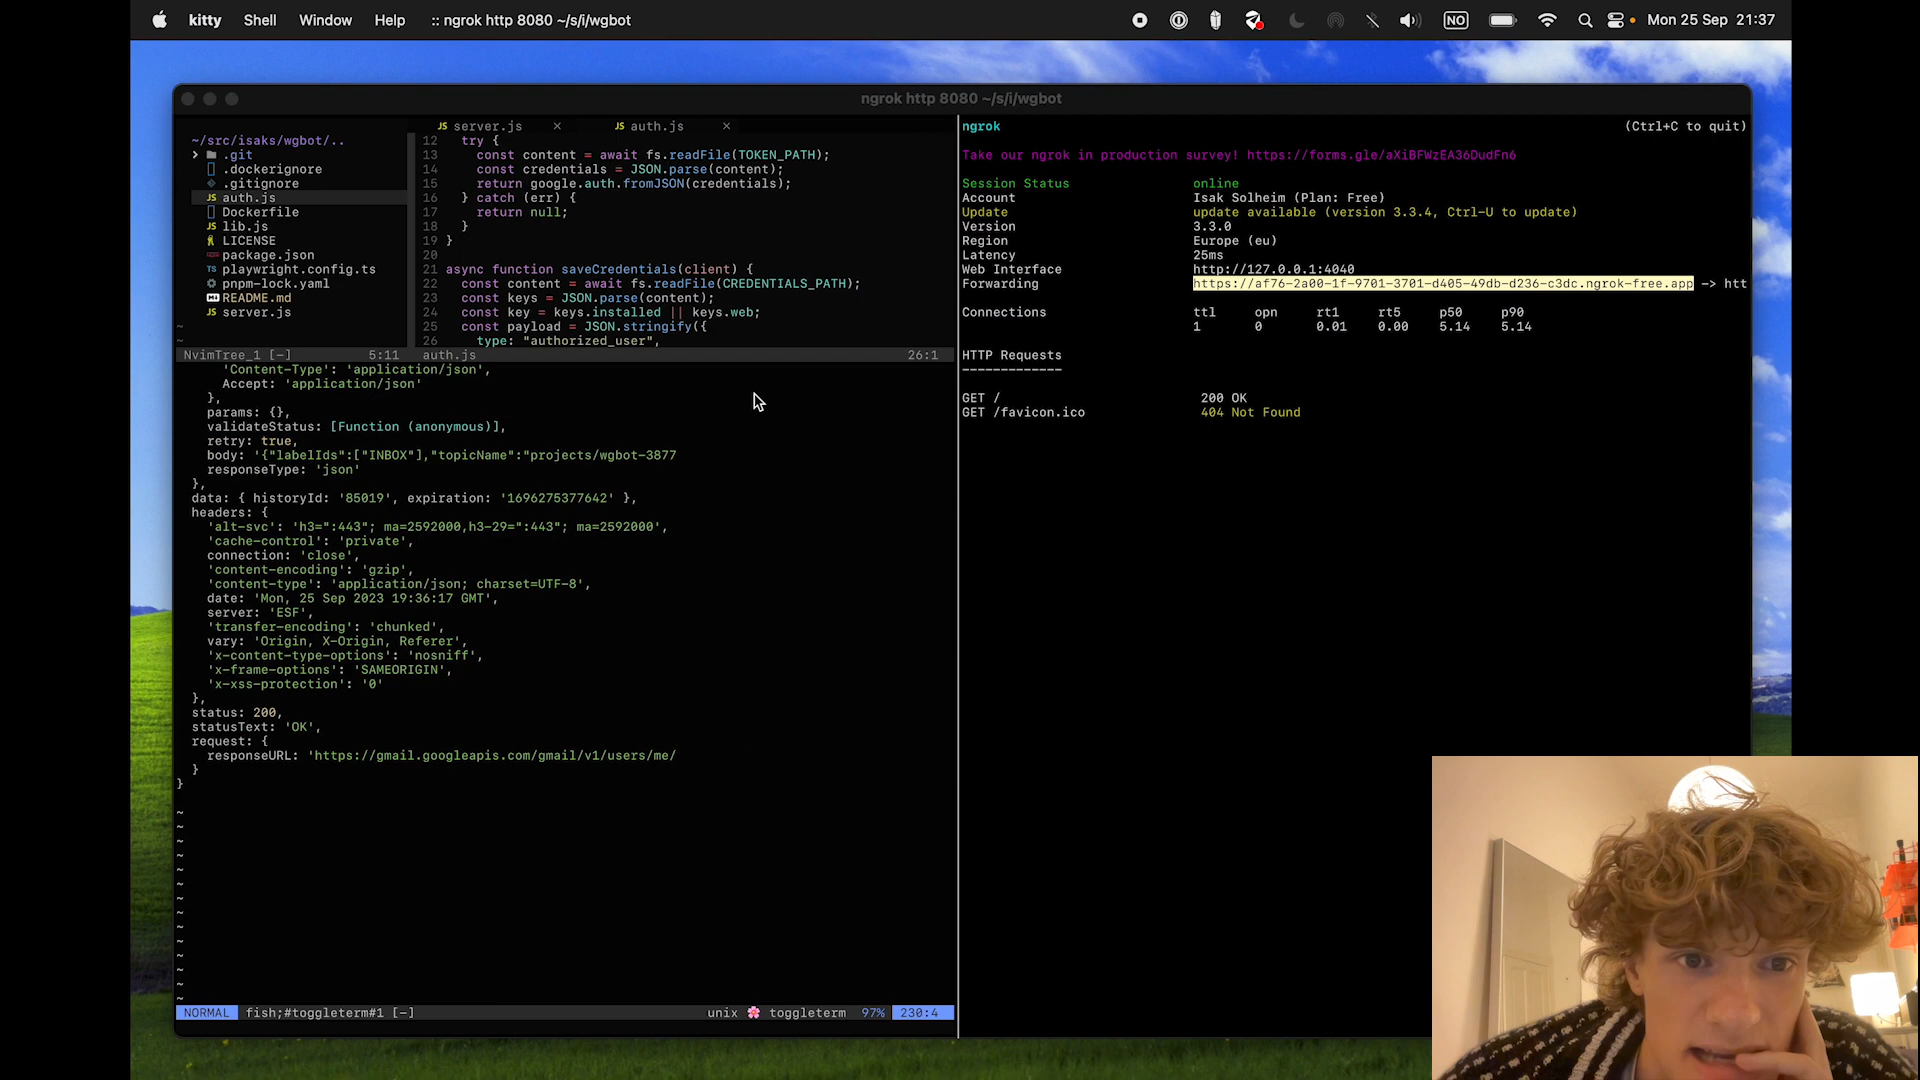 kitty Shell Window Help :: ngrok http 8080 ~/s/i/wgbot NO Mon 25 Sep 21:37
ngrok http 8080 ~/s/i/wgbot
JS server.js × JS auth.js ×
~/src/isaks/wgbot/..
.git
.dockerignore
.gitignore
JS auth.js
Dockerfile
JS lib.js
LICENSE
package.json
TS playwright.config.ts
pnpm-lock.yaml
README.md
JS server.js
~
~
NvimTree_1 [-] 5:11
12 try {
13 const content = await fs.readFile(TOKEN_PATH);
14 const credentials = JSON.parse(content);
15 return google.auth.fromJSON(credentials);
16 } catch (err) {
17 return null;
18 }
19 }
20
21 async function saveCredentials(client) {
22 const content = await fs.readFile(CREDENTIALS_PATH);
23 const keys = JSON.parse(content);
24 const key = keys.installed || keys.web;
25 const payload = JSON.stringify({
26 type: "authorized_user",
auth.js 26:1
'Content-Type': 'application/json',
Accept: 'application/json'
},
params: {},
validateStatus: [Function (anonymous)],
retry: true,
body: '{"labelIds":["INBOX"],"topicName":"projects/wgbot-3877
responseType: 'json'
},
data: { historyId: '85019', expiration: '1696275377642' },
headers: {
'alt-svc': 'h3=":443"; ma=2592000,h3-29=":443"; ma=2592000',
'cache-control': 'private',
connection: 'close',
'content-encoding': 'gzip',
'content-type': 'application/json; charset=UTF-8',
date: 'Mon, 25 Sep 2023 19:36:17 GMT',
server: 'ESF',
'transfer-encoding': 'chunked',
vary: 'Origin, X-Origin, Referer',
'x-content-type-options': 'nosniff',
'x-frame-options': 'SAMEORIGIN',
'x-xss-protection': '0'
},
status: 200,
statusText: 'OK',
request: {
responseURL: 'https://gmail.googleapis.com/gmail/v1/users/me/
}
}
~
~
~
~
~
~
~
~
~
~
~
~
~
~
NORMAL fish;#toggleterm#1 [-] unix toggleterm 97% 230:4
ngrok (Ctrl+C to quit)
Take our ngrok in production survey! https://forms.gle/aXiBFWzEA36DudFn6
Session Status online
Account Isak Solheim (Plan: Free)
Update update available (version 3.3.4, Ctrl-U to update)
Version 3.3.0
Region Europe (eu)
Latency 25ms
Web Interface http://127.0.0.1:4040
Forwarding https://af76-2a00-1f-9701-3701-d405-49db-d236-c3dc.ngrok-free.app -> htt
Connections ttl opn rt1 rt5 p50 p90
1 0 0.01 0.00 5.14 5.14
HTTP Requests
-------------
GET / 200 OK
GET /favicon.ico 404 Not Found